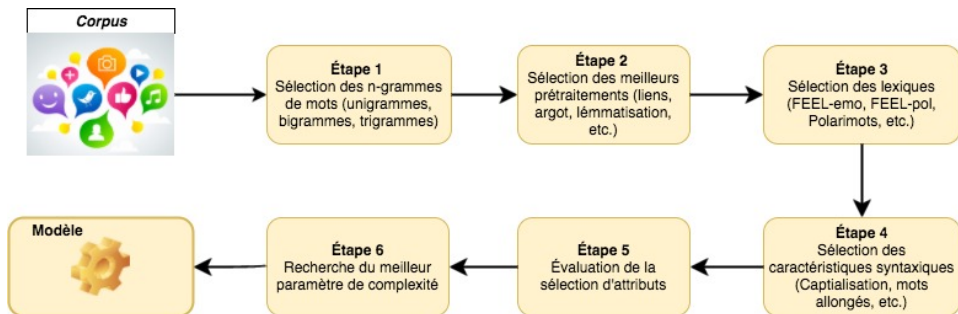 Corpus
Étape 1
Sélection des n-grammes
de mots (unigrammes,
bigrammes, trigrammes)
Étape 2
Sélection des meilleurs
prétraitements (liens,
argot, lémmatisation,
etc.)
Étape 3
Sélection des lexiques
(FEEL-emo, FEEL-pol,
Polarimots, etc.)
Étape 4
Sélection des
caractéristiques syntaxiques
(Captialisation, mots
allongés, etc.)
Étape 5
Évaluation de la
sélection d'attributs
Étape 6
Recherche du meilleur
paramètre de complexité
Modèle